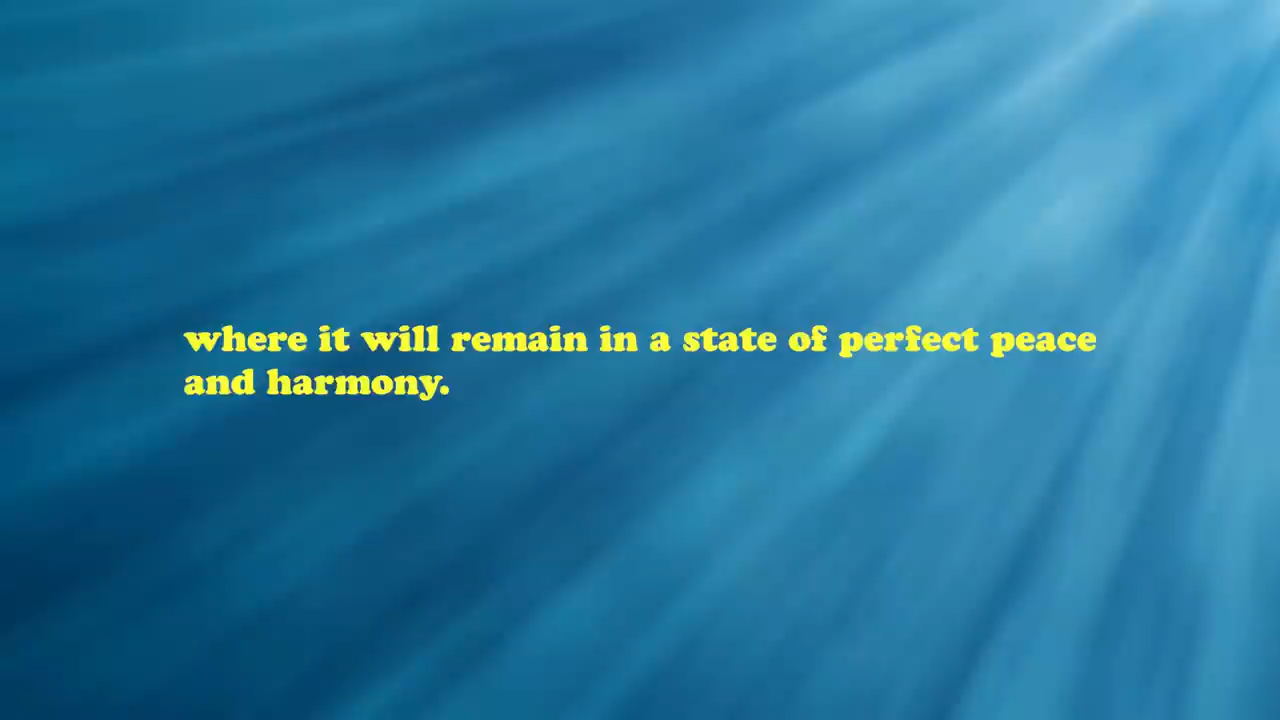 where it will remain in a state of perfect peace
and harmony.